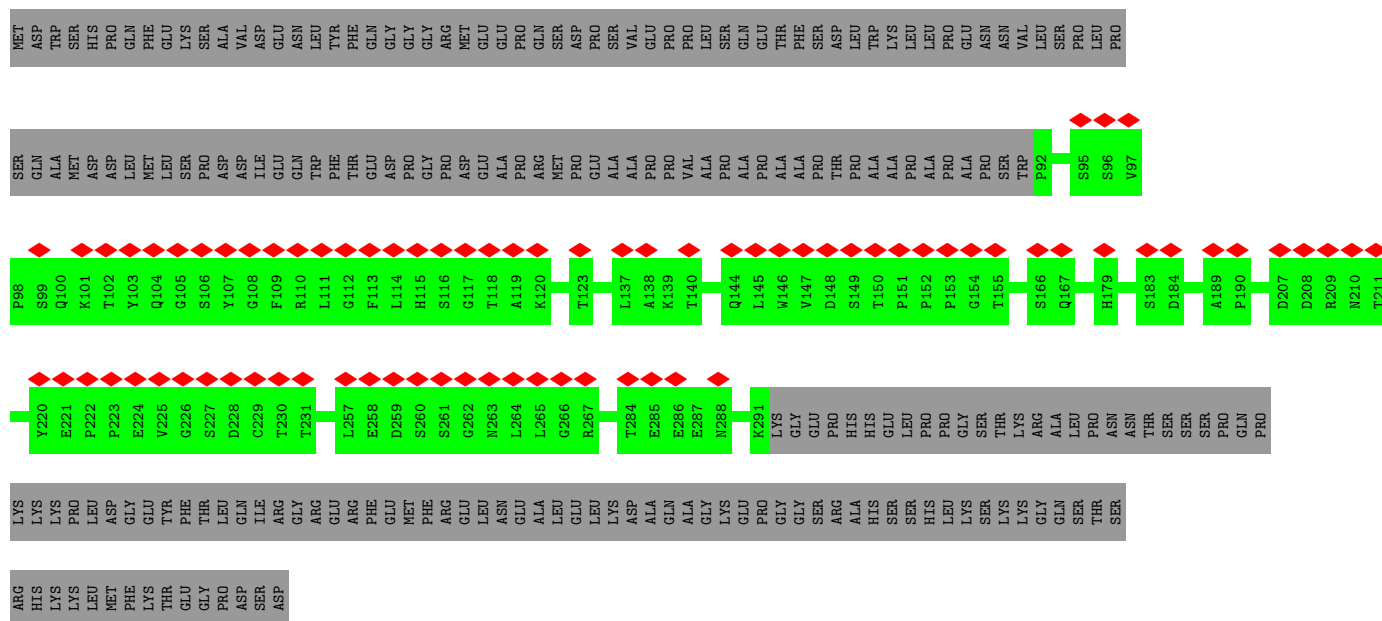 MET ASP TRP SER HIS PRO GLN PHE GLU LYS SER ALA VAL ASP GLU ASN LEU TYR PHE GLN GLY GLY GLY ARG MET GLU GLU PRO GLN SER ASP PRO SER VAL GLU PRO PRO LEU SER GLN GLU THR PHE SER ASP LEU TRP LYS LEU LEU PRO GLU ASN ASN VAL LEU SER PRO LEU PRO
SER GLN ALA MET ASP ASP LEU MET LEU SER PRO ASP ASP ILE GLU GLN TRP PHE THR GLU ASP PRO GLY PRO ASP GLU ALA PRO ARG MET PRO GLU ALA ALA PRO PRO VAL ALA PRO ALA PRO ALA ALA PRO THR PRO ALA ALA PRO ALA PRO ALA PRO SER TRP P92 S95 S96 V97
P98 S99 Q100 K101 T102 Y103 Q104 G105 S106 Y107 G108 F109 R110 L111 G112 F113 L114 H115 S116 G117 T118 A119 K120 T123 L137 A138 K139 T140 Q144 L145 W146 V147 D148 S149 T150 P151 P152 P153 G154 T155 S166 Q167 H179 S183 D184 A189 P190 D207 D208 R209 N210 T211
Y220 E221 P222 P223 E224 V225 G226 S227 D228 C229 T230 T231 L257 E258 D259 S260 S261 G262 N263 L264 L265 G266 R267 T284 E285 E286 E287 N288 K291 LYS GLY GLU PRO HIS HIS GLU LEU PRO PRO GLY SER THR LYS ARG ALA LEU PRO ASN ASN THR SER SER SER PRO GLN PRO
LYS LYS LYS PRO LEU ASP GLY GLU TYR PHE THR LEU GLN ILE ARG GLY ARG GLU ARG PHE GLU MET PHE ARG GLU LEU ASN GLU ALA LEU GLU LEU LYS ASP ALA GLN ALA GLY LYS GLU PRO GLY GLY SER ARG ALA HIS SER SER HIS LEU LYS SER LYS LYS GLY GLN SER THR SER
ARG HIS LYS LYS LEU MET PHE LYS THR GLU GLY PRO ASP SER ASP